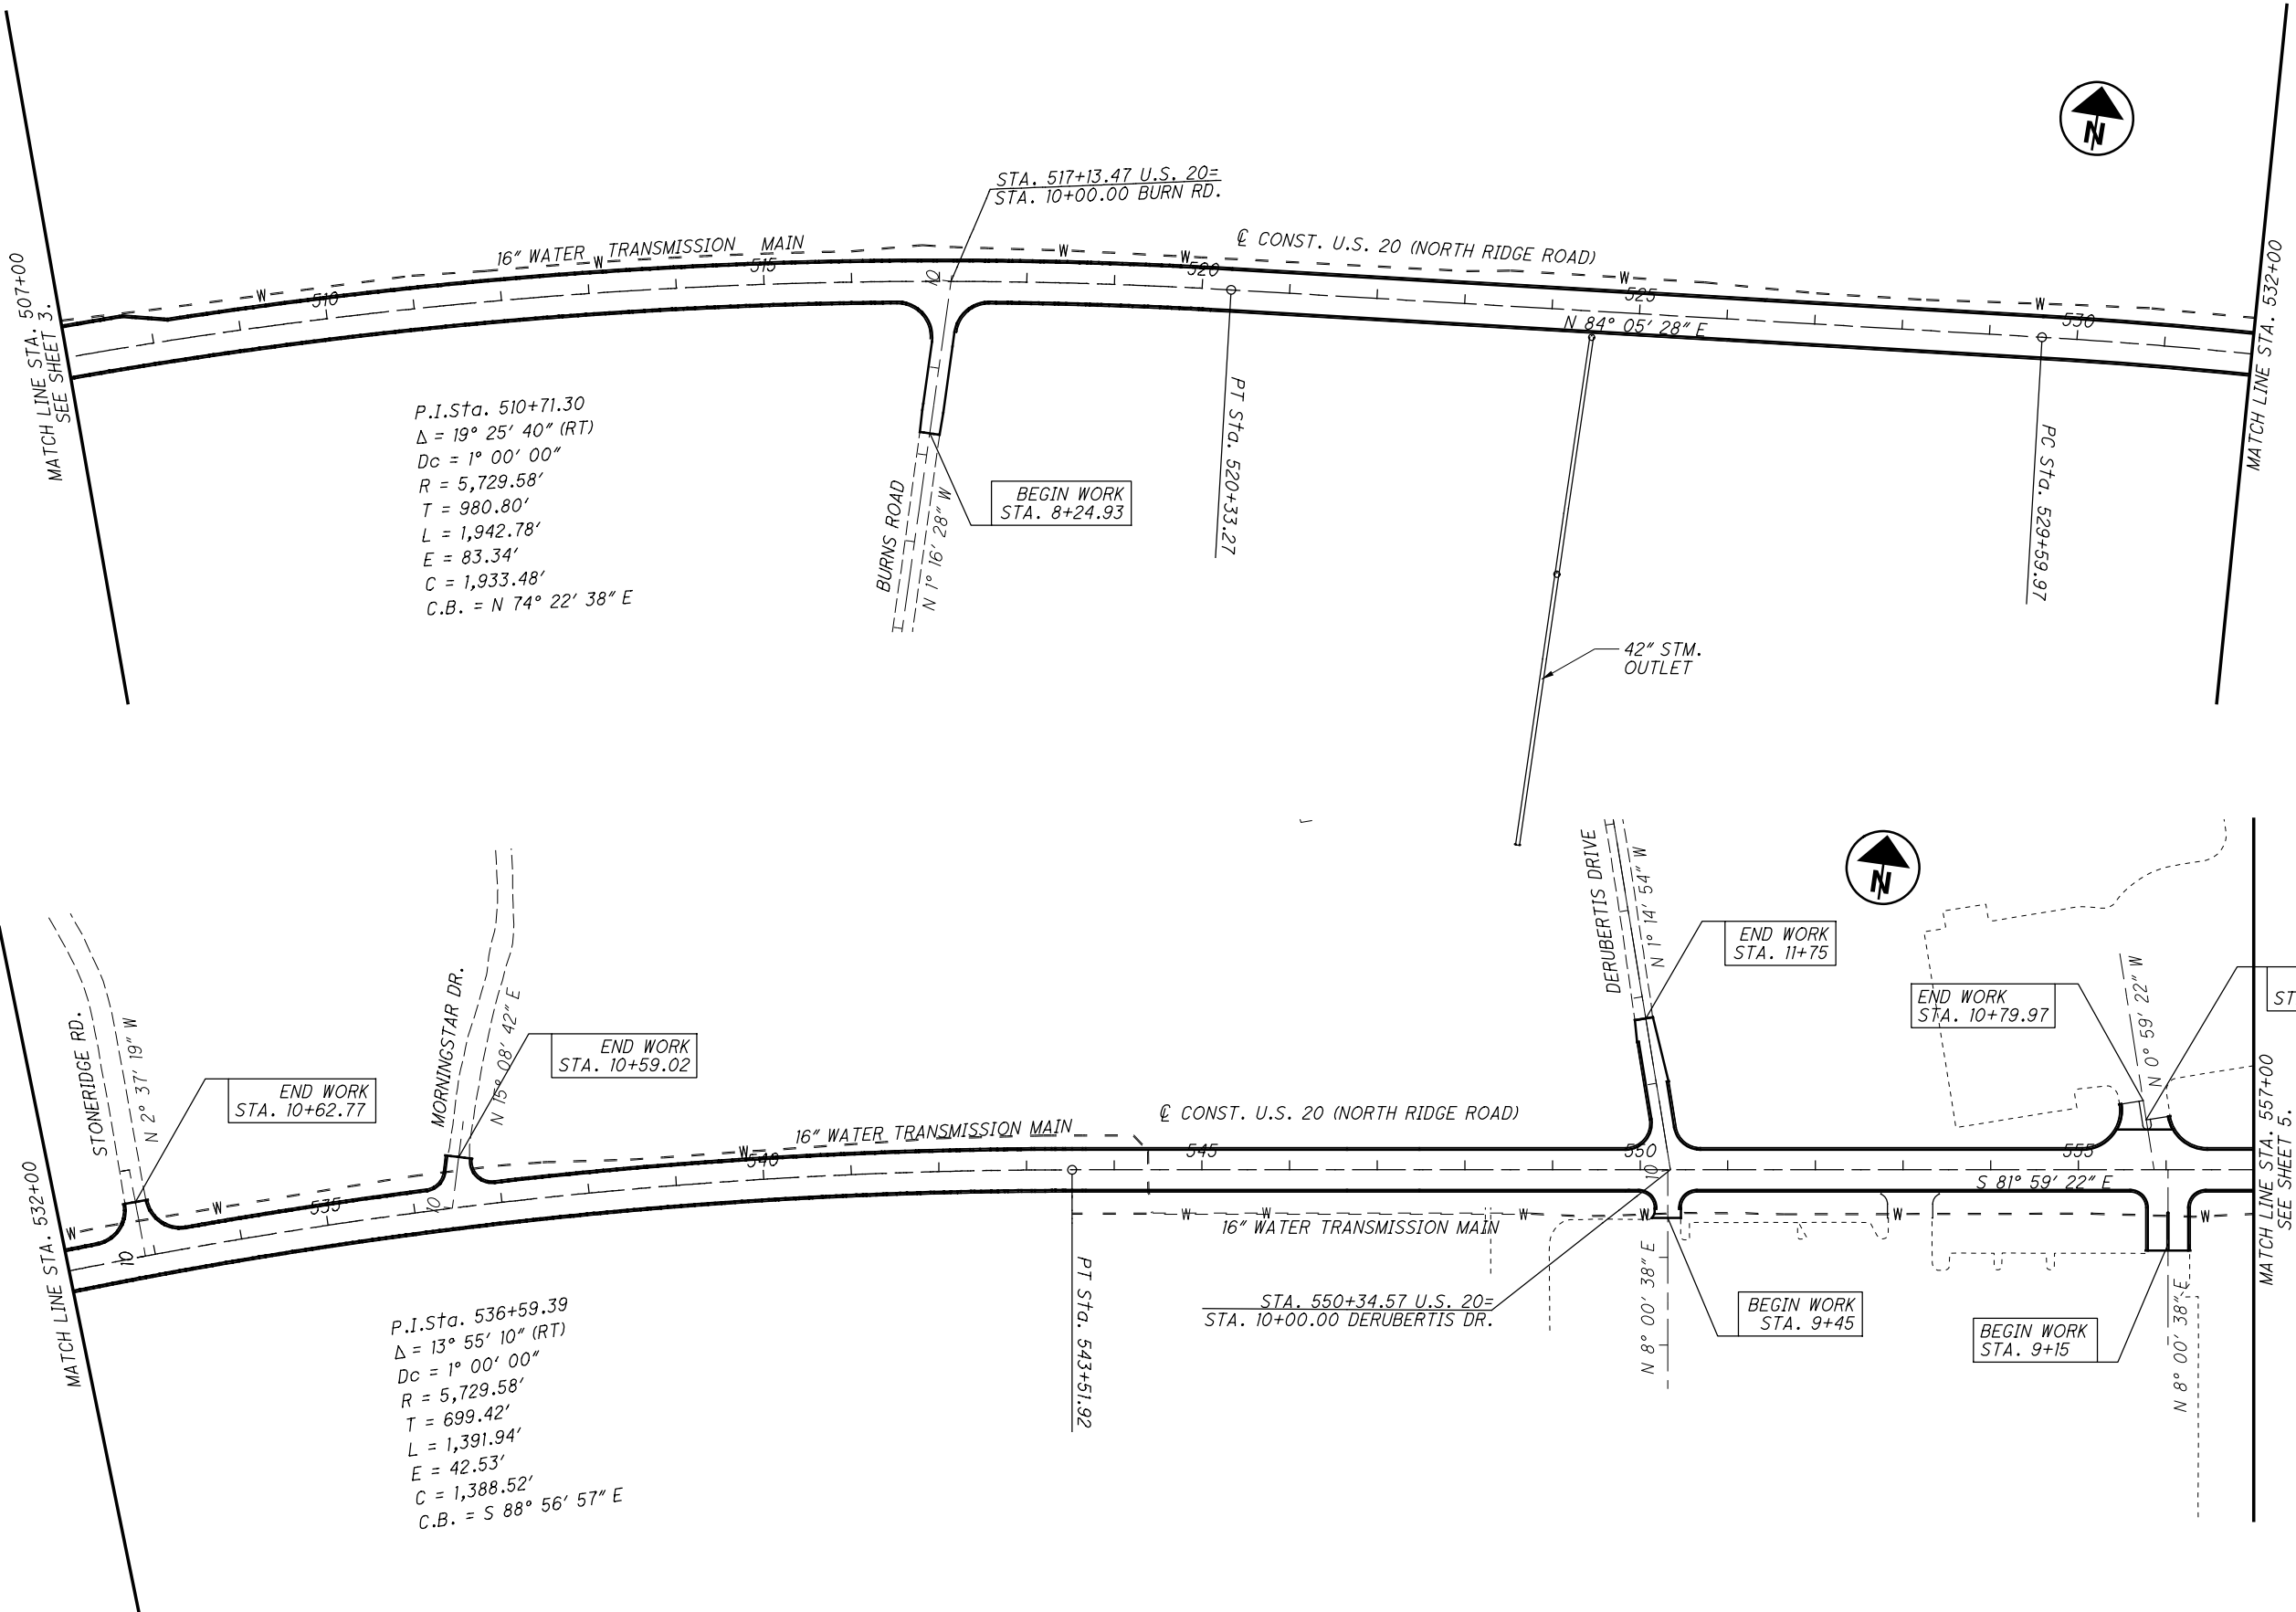 STA. 517+13.47 U.S. 20=
STA. 10+00.00 BURN RD.
N
16" WATER TRANSMISSION MAIN
℄ CONST. U.S. 20 (NORTH RIDGE ROAD)
W
W
W
W
W
W
510
515
10
520
525
530
N 84° 05' 28" E
MATCH LINE STA. 507+00
SEE SHEET 3.
MATCH LINE STA. 532+00
P.I.Sta. 510+71.30
Δ = 19° 25' 40" (RT)
Dc = 1° 00' 00"
R = 5,729.58'
T = 980.80'
L = 1,942.78'
E = 83.34'
C = 1,933.48'
C.B. = N 74° 22' 38" E
BURNS ROAD
N 1° 16' 28" W
BEGIN WORK
STA. 8+24.93
PT Sta. 520+33.27
PC Sta. 529+59.97
42" STM.
OUTLET
N
DERUBERTIS DRIVE
N 1° 14' 54" W
END WORK
STA. 11+75
END WORK
STA. 10+79.97
N 0° 59' 22" W
ST
STONERIDGE RD.
N 2° 37' 19" W
END WORK
STA. 10+62.77
MORNINGSTAR DR.
N 15° 08' 42" E
END WORK
STA. 10+59.02
16" WATER TRANSMISSION MAIN
℄ CONST. U.S. 20 (NORTH RIDGE ROAD)
W
W
W
10
535
10
540
545
550
10
555
S 81° 59' 22" E
W
W
W
W
W
W
16" WATER TRANSMISSION MAIN
MATCH LINE STA. 532+00
MATCH LINE STA. 557+00
SEE SHEET 5.
P.I.Sta. 536+59.39
Δ = 13° 55' 10" (RT)
Dc = 1° 00' 00"
R = 5,729.58'
T = 699.42'
L = 1,391.94'
E = 42.53'
C = 1,388.52'
C.B. = S 88° 56' 57" E
PT Sta. 543+51.92
STA. 550+34.57 U.S. 20=
STA. 10+00.00 DERUBERTIS DR.
N 8° 00' 38" E
BEGIN WORK
STA. 9+45
BEGIN WORK
STA. 9+15
N 8° 00' 38" E